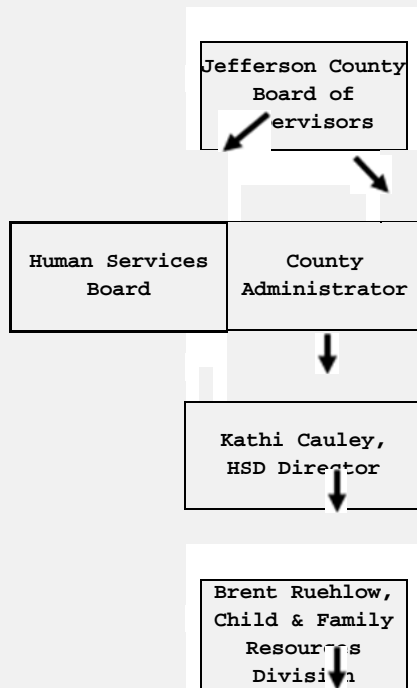 Jefferson County
Board of
ervisors
Human Services
Board
County
Administrator
Kathi Cauley,
HSD Director
Brent Ruehlow,
Child & Family
Resources
Division